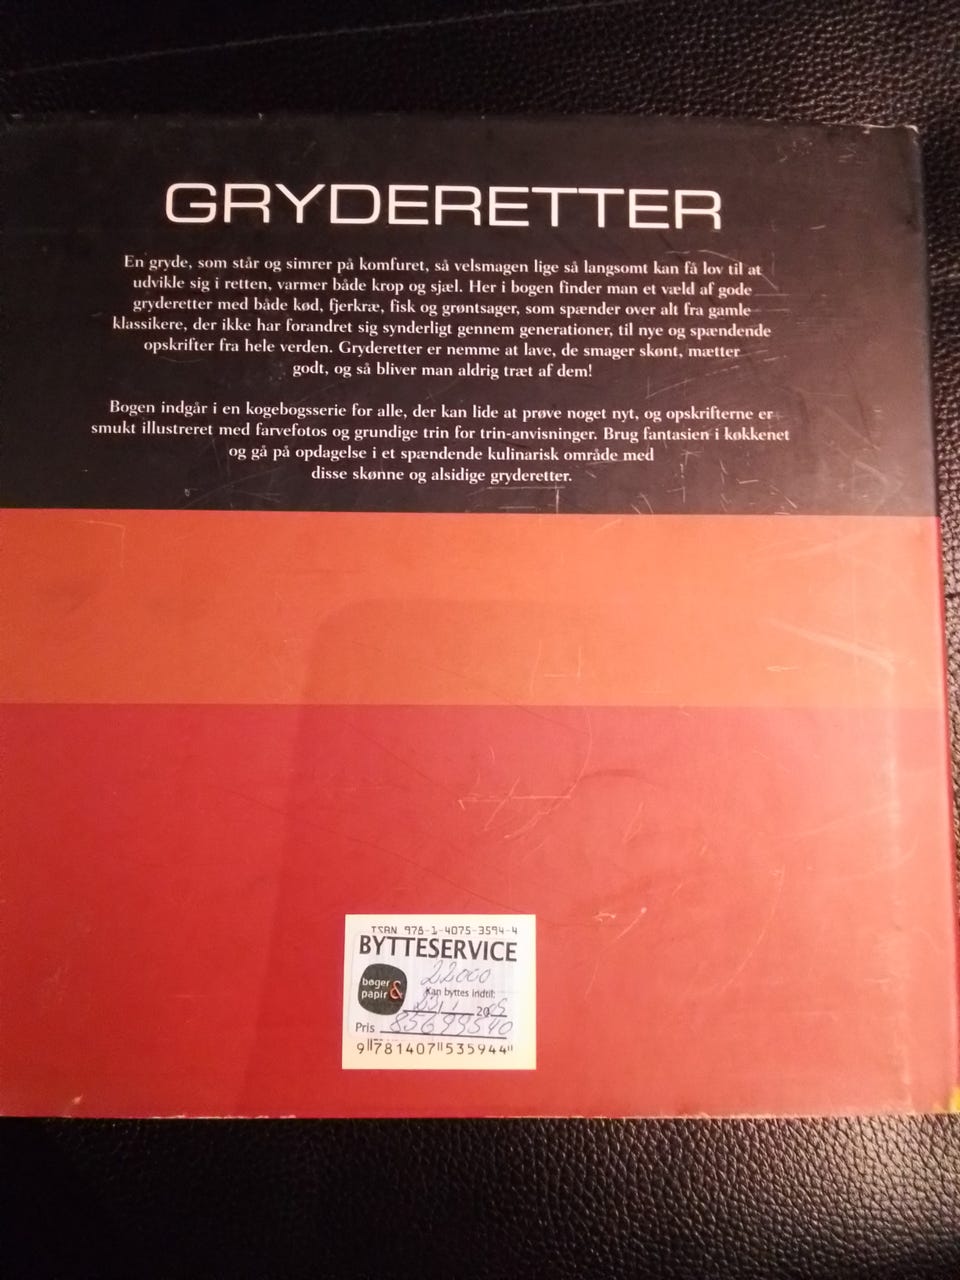 GRYDERETTER
En gryde, som står og simrer på komfuret, så velsmagen lige så langsomt kan få lov til at
udvikle sig i retten, varmer både krop og sjæl. Her i bogen finder man et væld af gode
gryderetter med både kød, fjerkræ, fisk og grøntsager, som spænder over alt fra gamle
klassikere, der ikke har forandret sig synderligt gennem generationer, til nye og spændende
opskrifter fra hele verden. Gryderetter er nemme at lave, de smager skønt, mætter
godt, og så bliver man aldrig træt af dem!
Bogen indgår i en kogebogsserie for alle, der kan lide at prøve noget nyt, og opskrifterne er
smukt illustreret med farvefotos og grundige trin for trin-anvisninger. Brug fantasien i køkkenet
og gå på opdagelse i et spændende kulinarisk område med
disse skønne og alsidige gryderetter.
ISBN 978-1-4075-3594-4
BYTTESERVICE
bøger &
papir
22000
Kan byttes indtil:
Pris 85699540
9 781407 535944